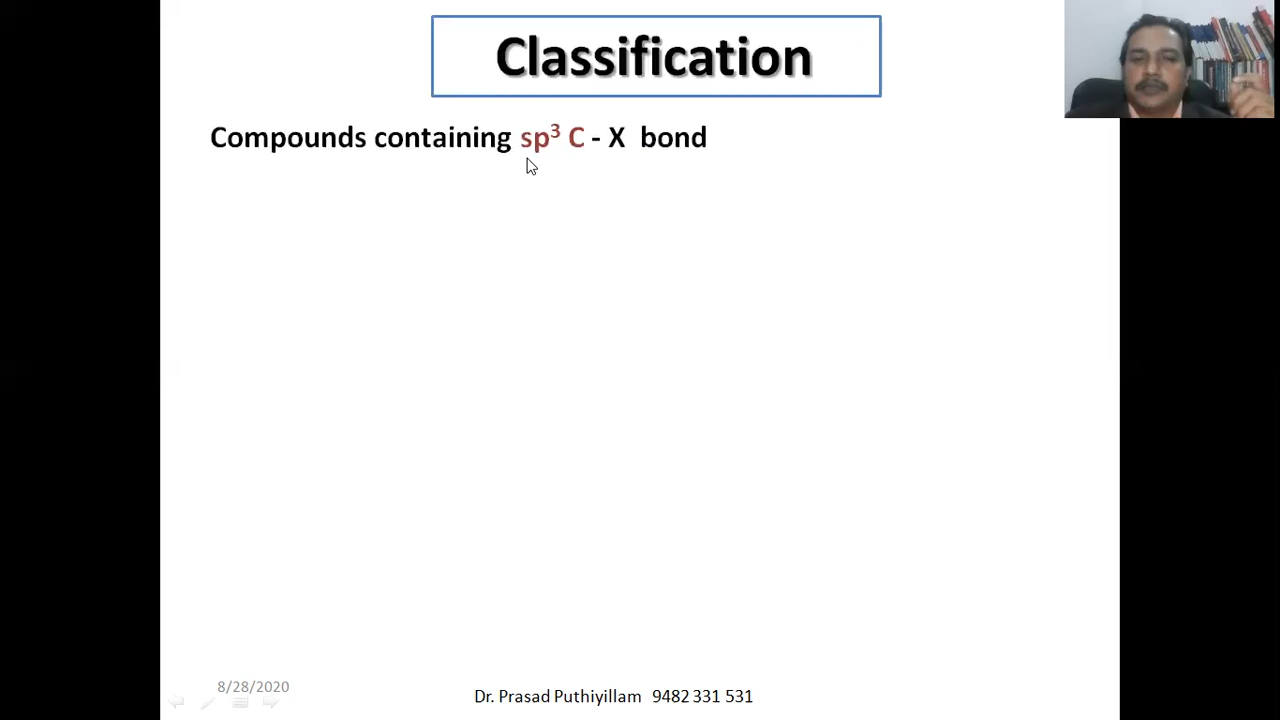 Classification
Compounds containing sp³ C - X bond
8/28/2020
Dr. Prasad Puthiyillam 9482 331 531